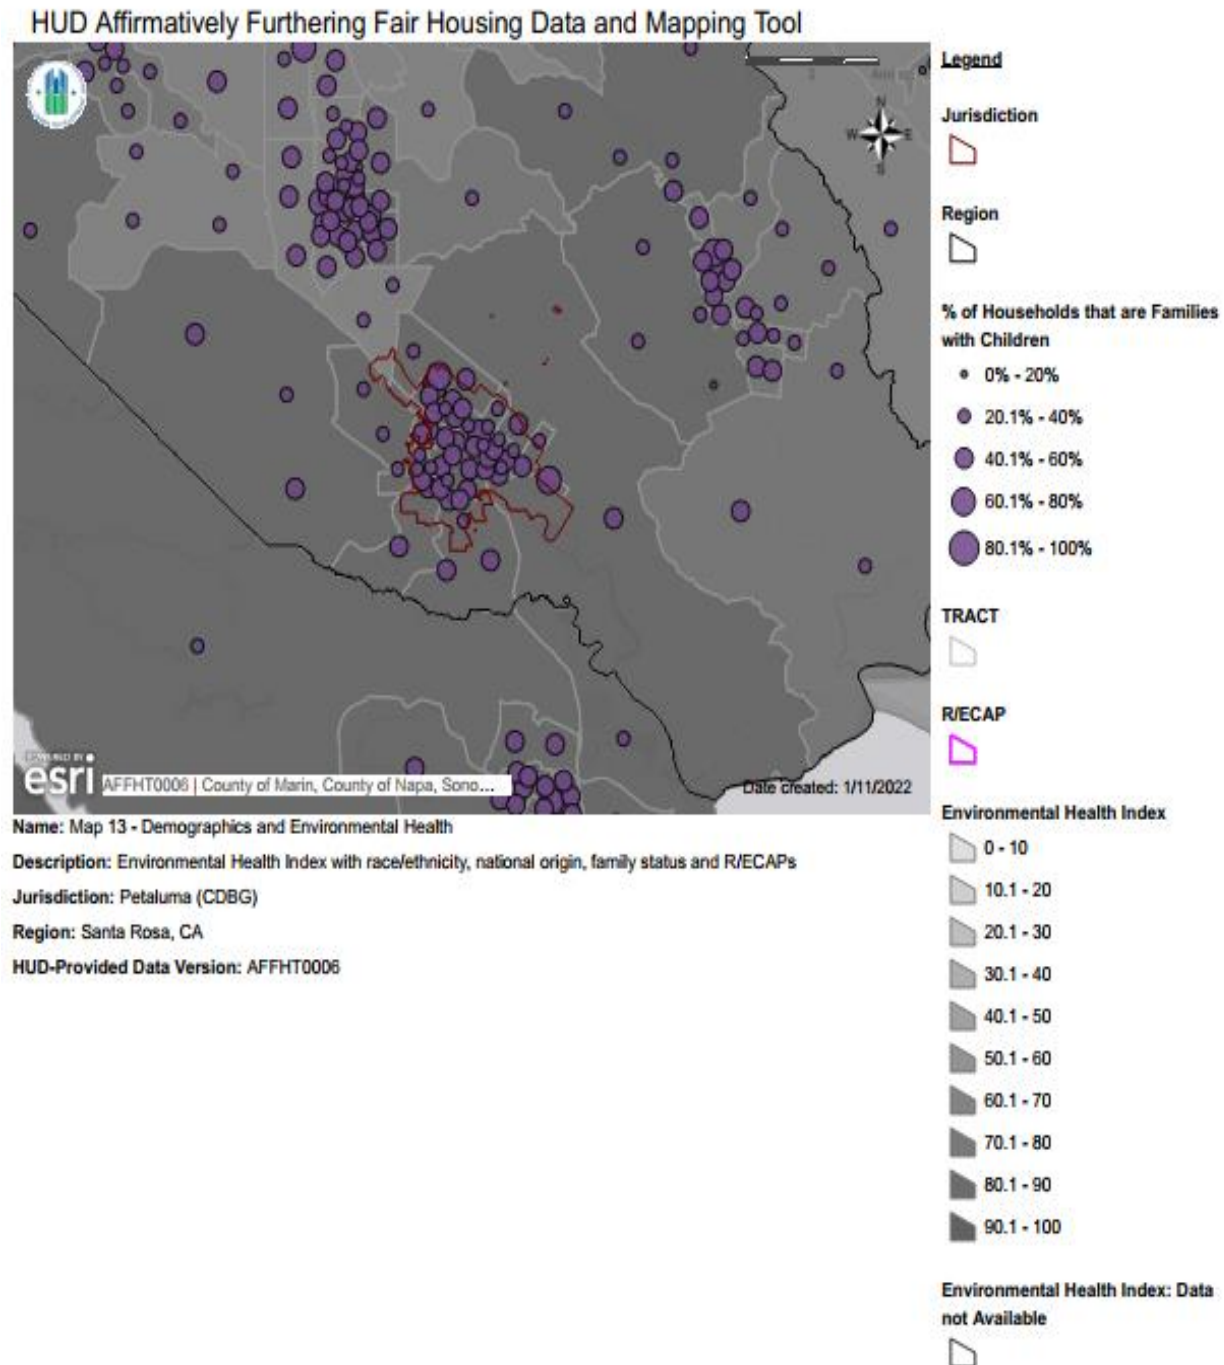 HUD Affirmatively Furthering Fair Housing Data and Mapping Tool
N
W
E
S
POWERED BY
esri
AFFHT0006 | County of Marin, County of Napa, Sono...
Date created: 1/11/2022
Name: Map 13 - Demographics and Environmental Health
Description: Environmental Health Index with race/ethnicity, national origin, family status and R/ECAPs
Jurisdiction: Petaluma (CDBG)
Region: Santa Rosa, CA
HUD-Provided Data Version: AFFHT0006
Legend
Jurisdiction
Region
% of Households that are Families
with Children
0% - 20%
20.1% - 40%
40.1% - 60%
60.1% - 80%
80.1% - 100%
TRACT
R/ECAP
Environmental Health Index
0 - 10
10.1 - 20
20.1 - 30
30.1 - 40
40.1 - 50
50.1 - 60
60.1 - 70
70.1 - 80
80.1 - 90
90.1 - 100
Environmental Health Index: Data
not Available